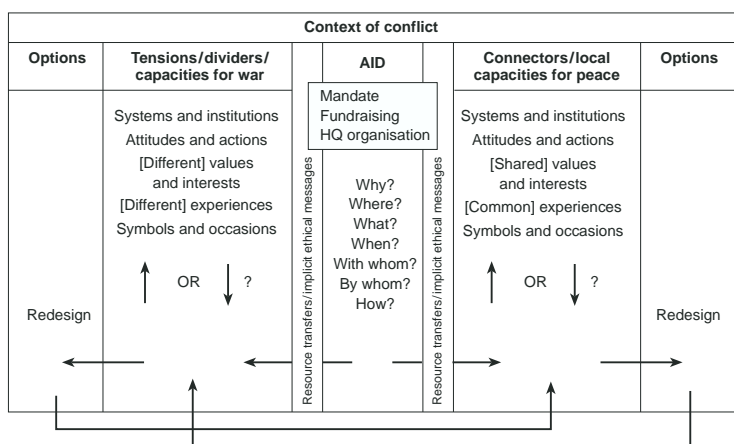 Context of conflict
Options
Tensions/dividers/
capacities for war
AID
Connectors/local
capacities for peace
Options
Mandate
Fundraising
HQ organisation
Systems and institutions
Attitudes and actions
[Different] values
and interests
[Different] experiences
Symbols and occasions
OR ?
Redesign
Resource transfers/implicit ethical messages
Why?
Where?
What?
When?
With whom?
By whom?
How?
Resource transfers/implicit ethical messages
Systems and institutions
Attitudes and actions
[Shared] values
and interests
[Common] experiences
Symbols and occasions
OR ?
Redesign